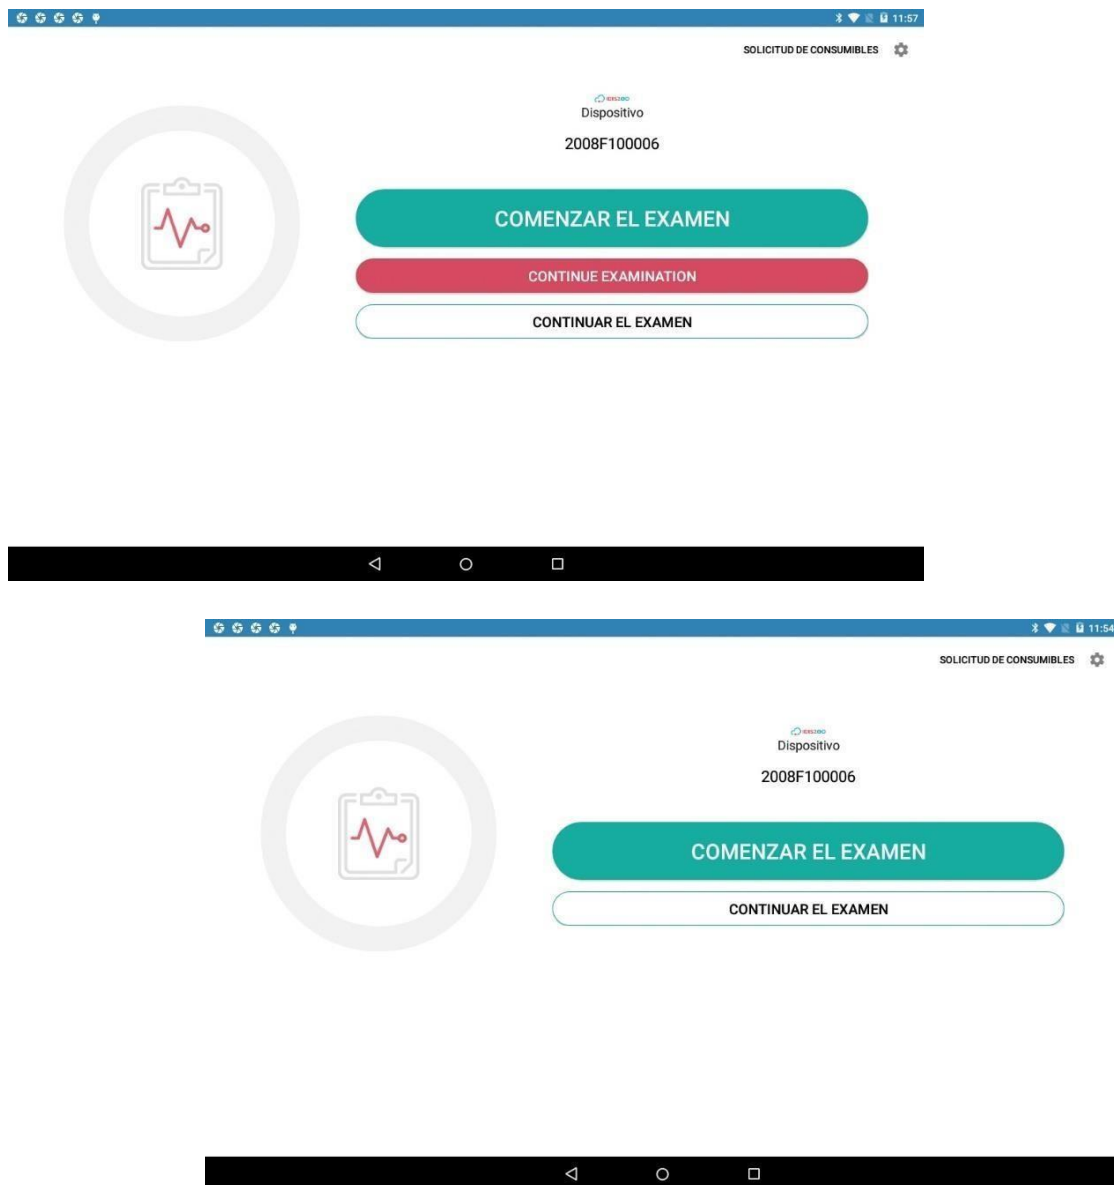 11:57
SOLICITUD DE CONSUMIBLES
Dispositivo
2008F100006
COMENZAR EL EXAMEN
CONTINUE EXAMINATION
CONTINUAR EL EXAMEN
11:54
SOLICITUD DE CONSUMIBLES
Dispositivo
2008F100006
COMENZAR EL EXAMEN
CONTINUAR EL EXAMEN